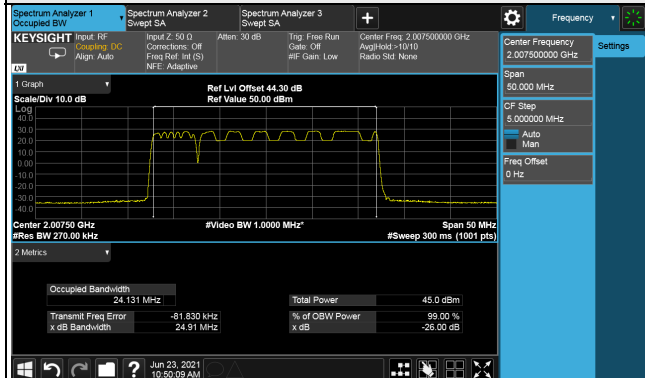 Spectrum Analyzer 1
Occupied BW
Spectrum Analyzer 2
Swept SA
Spectrum Analyzer 3
Swept SA
+
Frequency
KEYSIGHT
Input: RF
Coupling: DC
Align: Auto
Input Z: 50 Ω
Corrections: Off
Freq Ref: Int (S)
NFE: Adaptive
Atten: 30 dB
Trig: Free Run
Gate: Off
#IF Gain: Low
Center Freq: 2.007500000 GHz
Avg|Hold:>10/10
Radio Std: None
LXI
Center Frequency
2.007500000 GHz
Settings
Span
50.000 MHz
CF Step
5.000000 MHz
Auto
Man
Freq Offset
0 Hz
1 Graph
Scale/Div 10.0 dB
Ref Lvl Offset 44.30 dB
Ref Value 50.00 dBm
Log
40.0
30.0
20.0
10.0
0.00
-10.0
-20.0
-30.0
-40.0
Center 2.00750 GHz
#Res BW 270.00 kHz
#Video BW 1.0000 MHz*
Span 50 MHz
#Sweep 300 ms (1001 pts)
2 Metrics
Occupied Bandwidth
24.131 MHz
Total Power 45.0 dBm
Transmit Freq Error -81.830 kHz
% of OBW Power 99.00 %
x dB Bandwidth 24.91 MHz
x dB -26.00 dB
?
Jun 23, 2021
10:50:09 AM